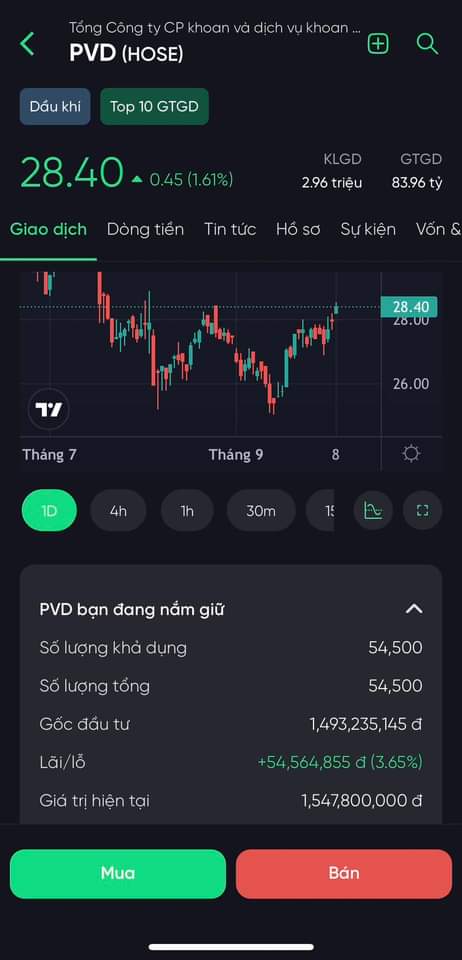 Tổng Công ty CP khoan và dịch vụ khoan ...
PVD (HOSE)
Dầu khí
Top 10 GTGD
28.40 0.45 (1.61%)
KLGD
2.96 triệu
GTGD
83.96 tỷ
Giao dịch Dòng tiền Tin tức Hồ sơ Sự kiện Vốn &
28.40
28.00
26.00
Tháng 7 Tháng 9 8
1D 4h 1h 30m 15
PVD bạn đang nắm giữ
Số lượng khả dụng 54,500
Số lượng tổng 54,500
Gốc đầu tư 1,493,235,145 đ
Lãi/lỗ +54,564,855 đ (3.65%)
Giá trị hiện tại 1,547,800,000 đ
Mua
Bán